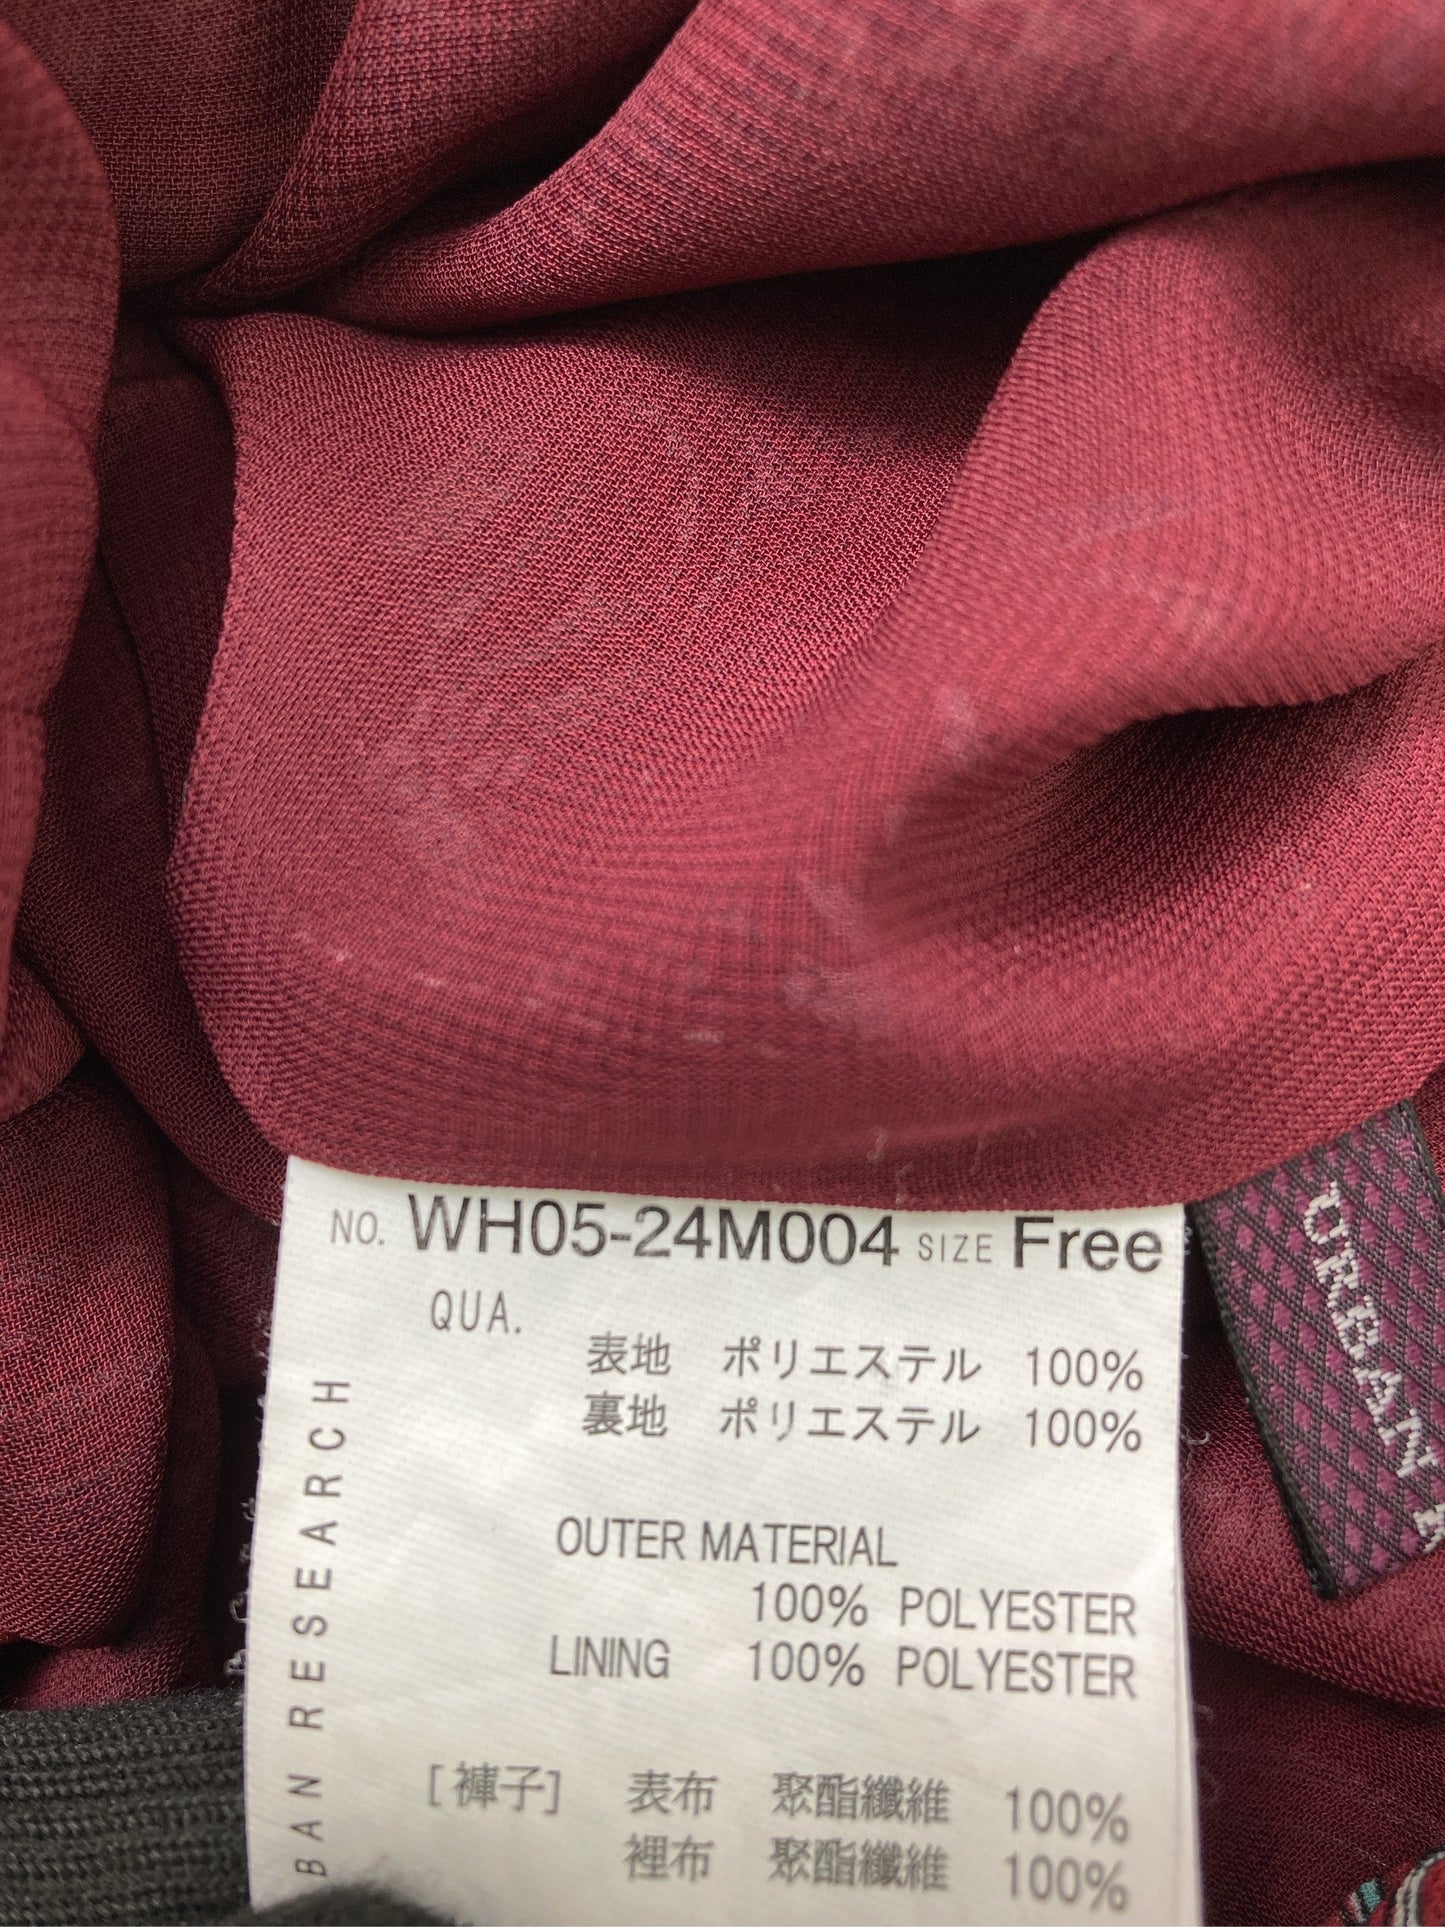 NO. WH05-24M004 SIZE Free
QUA.
表地 ポリエステル 100%
裏地 ポリエステル 100%
OUTER MATERIAL
100% POLYESTER
LINING 100% POLYESTER
[褲子] 表布 聚酯纖維 100%
裡布 聚酯纖維 100%
BAN RESEARCH
URBAN